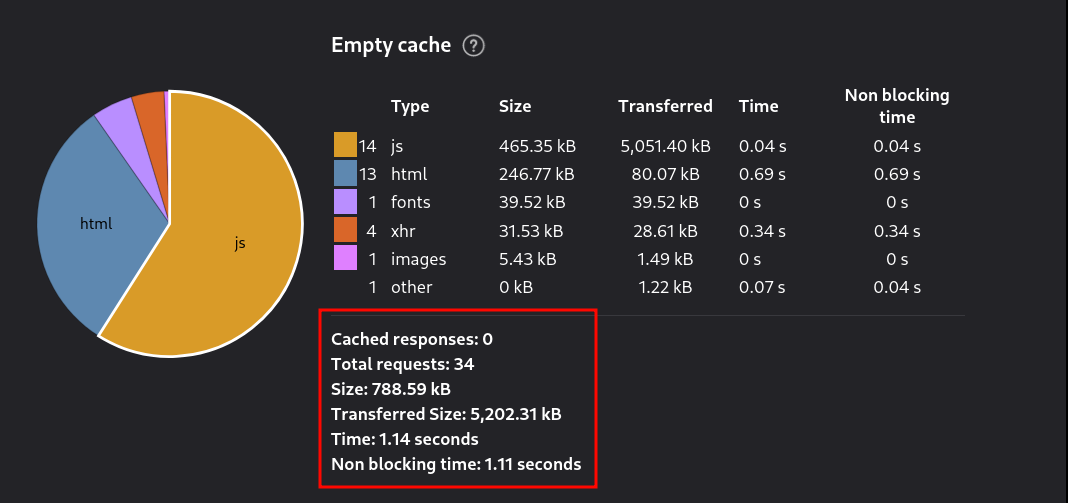 Empty cache ?
Type Size Transferred Time Non blocking time
14 js 465.35 kB 5,051.40 kB 0.04 s 0.04 s
13 html 246.77 kB 80.07 kB 0.69 s 0.69 s
1 fonts 39.52 kB 39.52 kB 0 s 0 s
4 xhr 31.53 kB 28.61 kB 0.34 s 0.34 s
1 images 5.43 kB 1.49 kB 0 s 0 s
1 other 0 kB 1.22 kB 0.07 s 0.04 s
html
js
Cached responses: 0
Total requests: 34
Size: 788.59 kB
Transferred Size: 5,202.31 kB
Time: 1.14 seconds
Non blocking time: 1.11 seconds